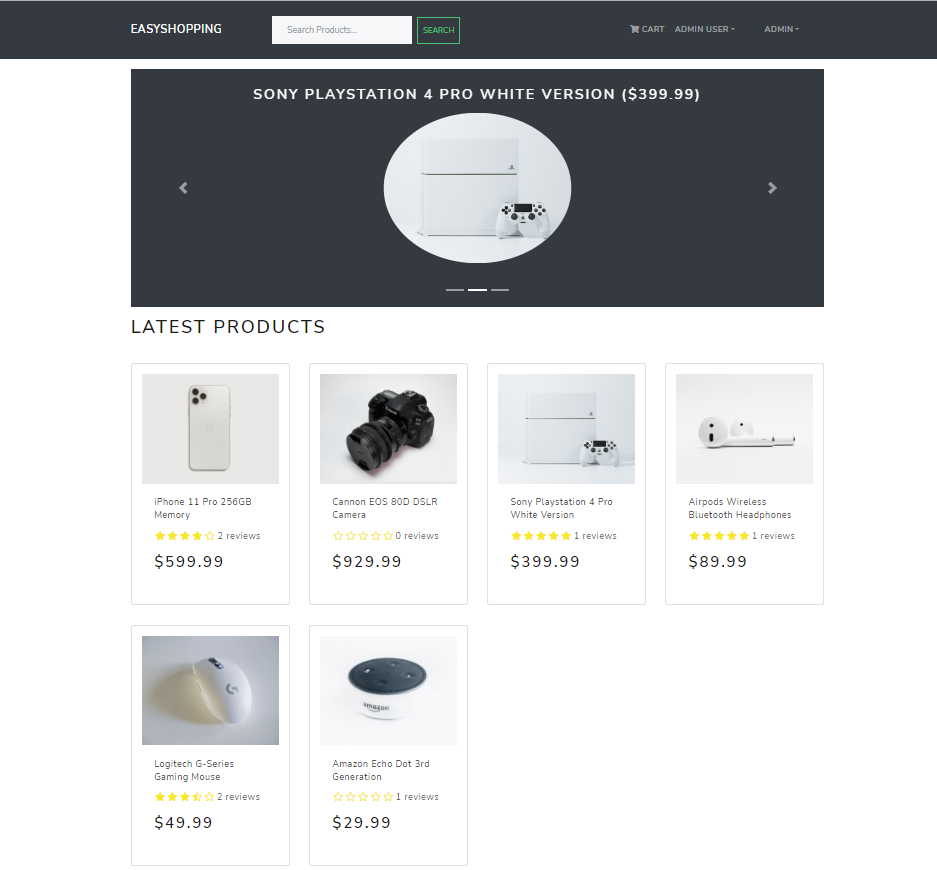 EASYSHOPPING
Search Products...
SEARCH
CART
ADMIN USER
ADMIN
SONY PLAYSTATION 4 PRO WHITE VERSION ($399.99)
LATEST PRODUCTS
iPhone 11 Pro 256GB
Memory
2 reviews
$599.99
Cannon EOS 80D DSLR
Camera
0 reviews
$929.99
Sony Playstation 4 Pro
White Version
1 reviews
$399.99
Airpods Wireless
Bluetooth Headphones
1 reviews
$89.99
Logitech G-Series
Gaming Mouse
2 reviews
$49.99
amazon
Amazon Echo Dot 3rd
Generation
1 reviews
$29.99